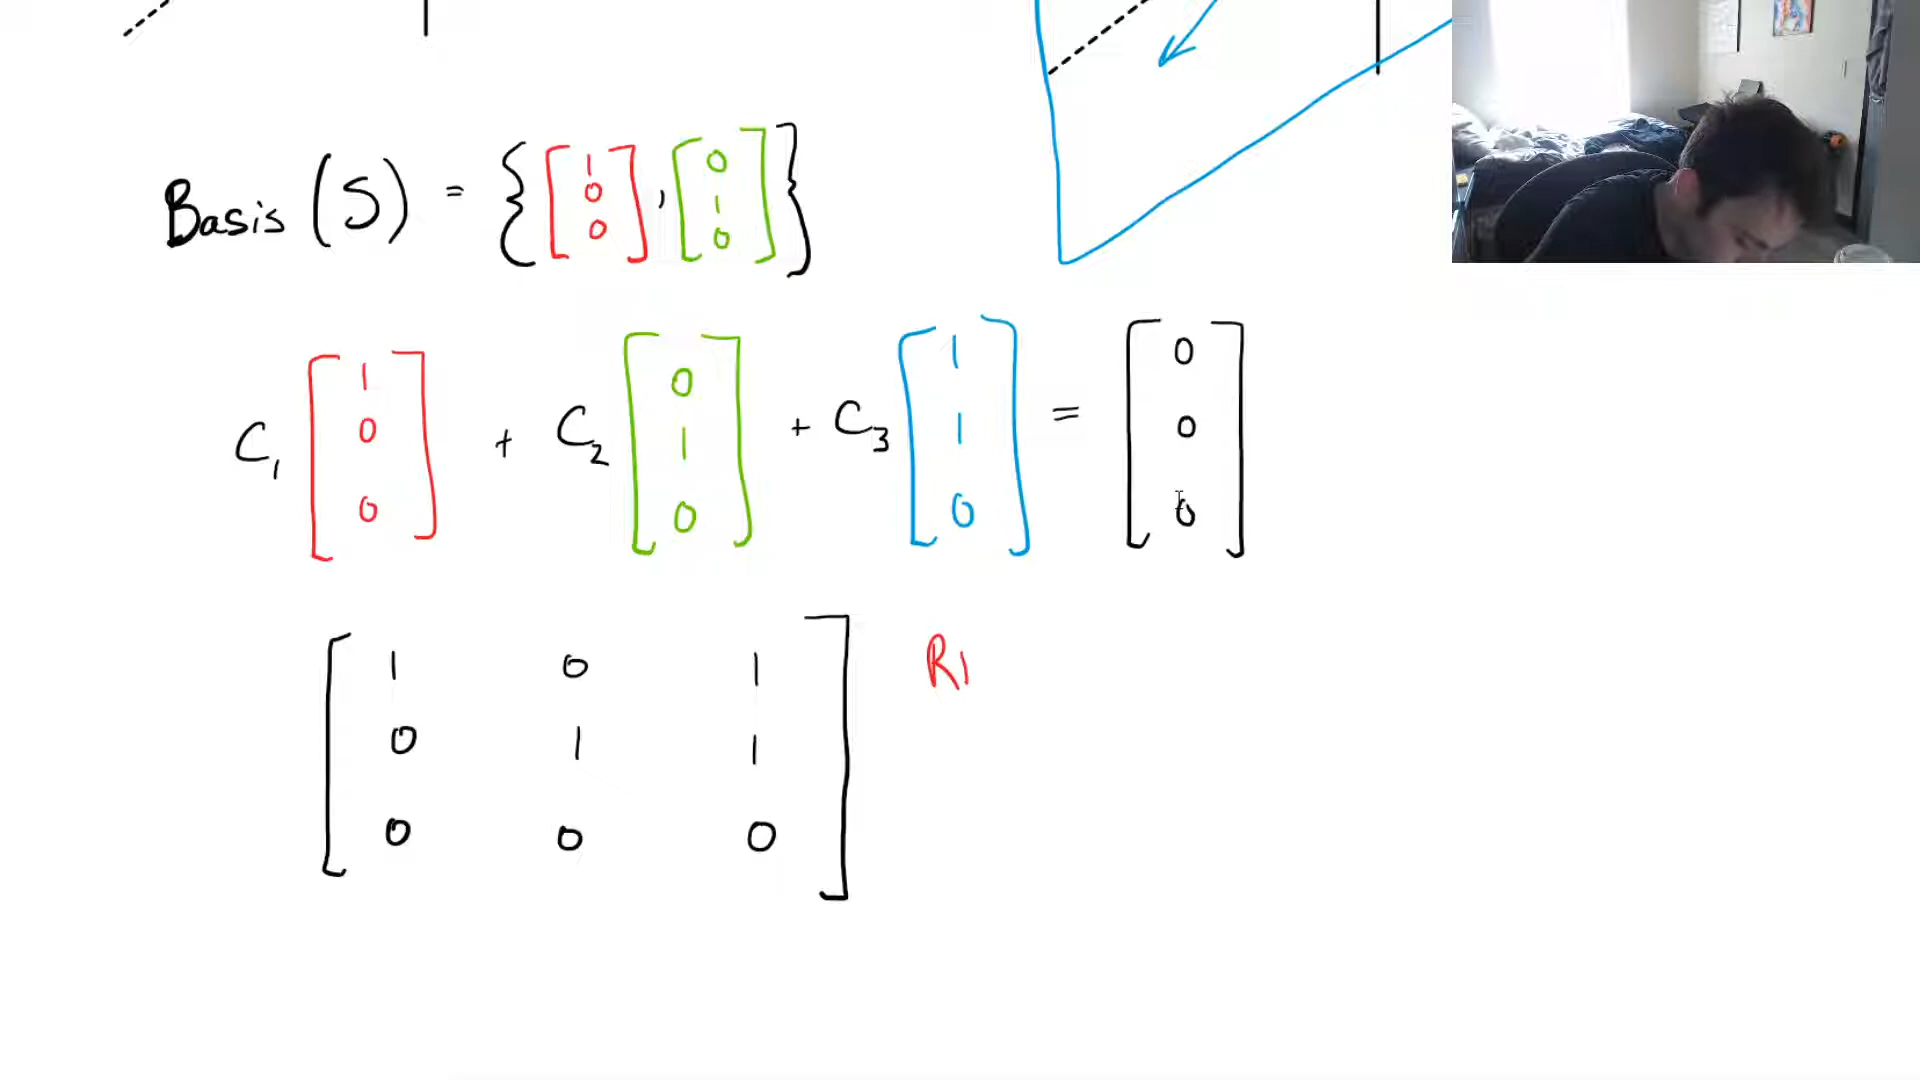 Basis (S) = {[1 0 0], [0 1 0]}
C1 [1 0 0] + C2 [0 1 0] + C3 [1 1 0] = [0 0 0]
[1 0 1 R1
0 1 1
0 0 0]